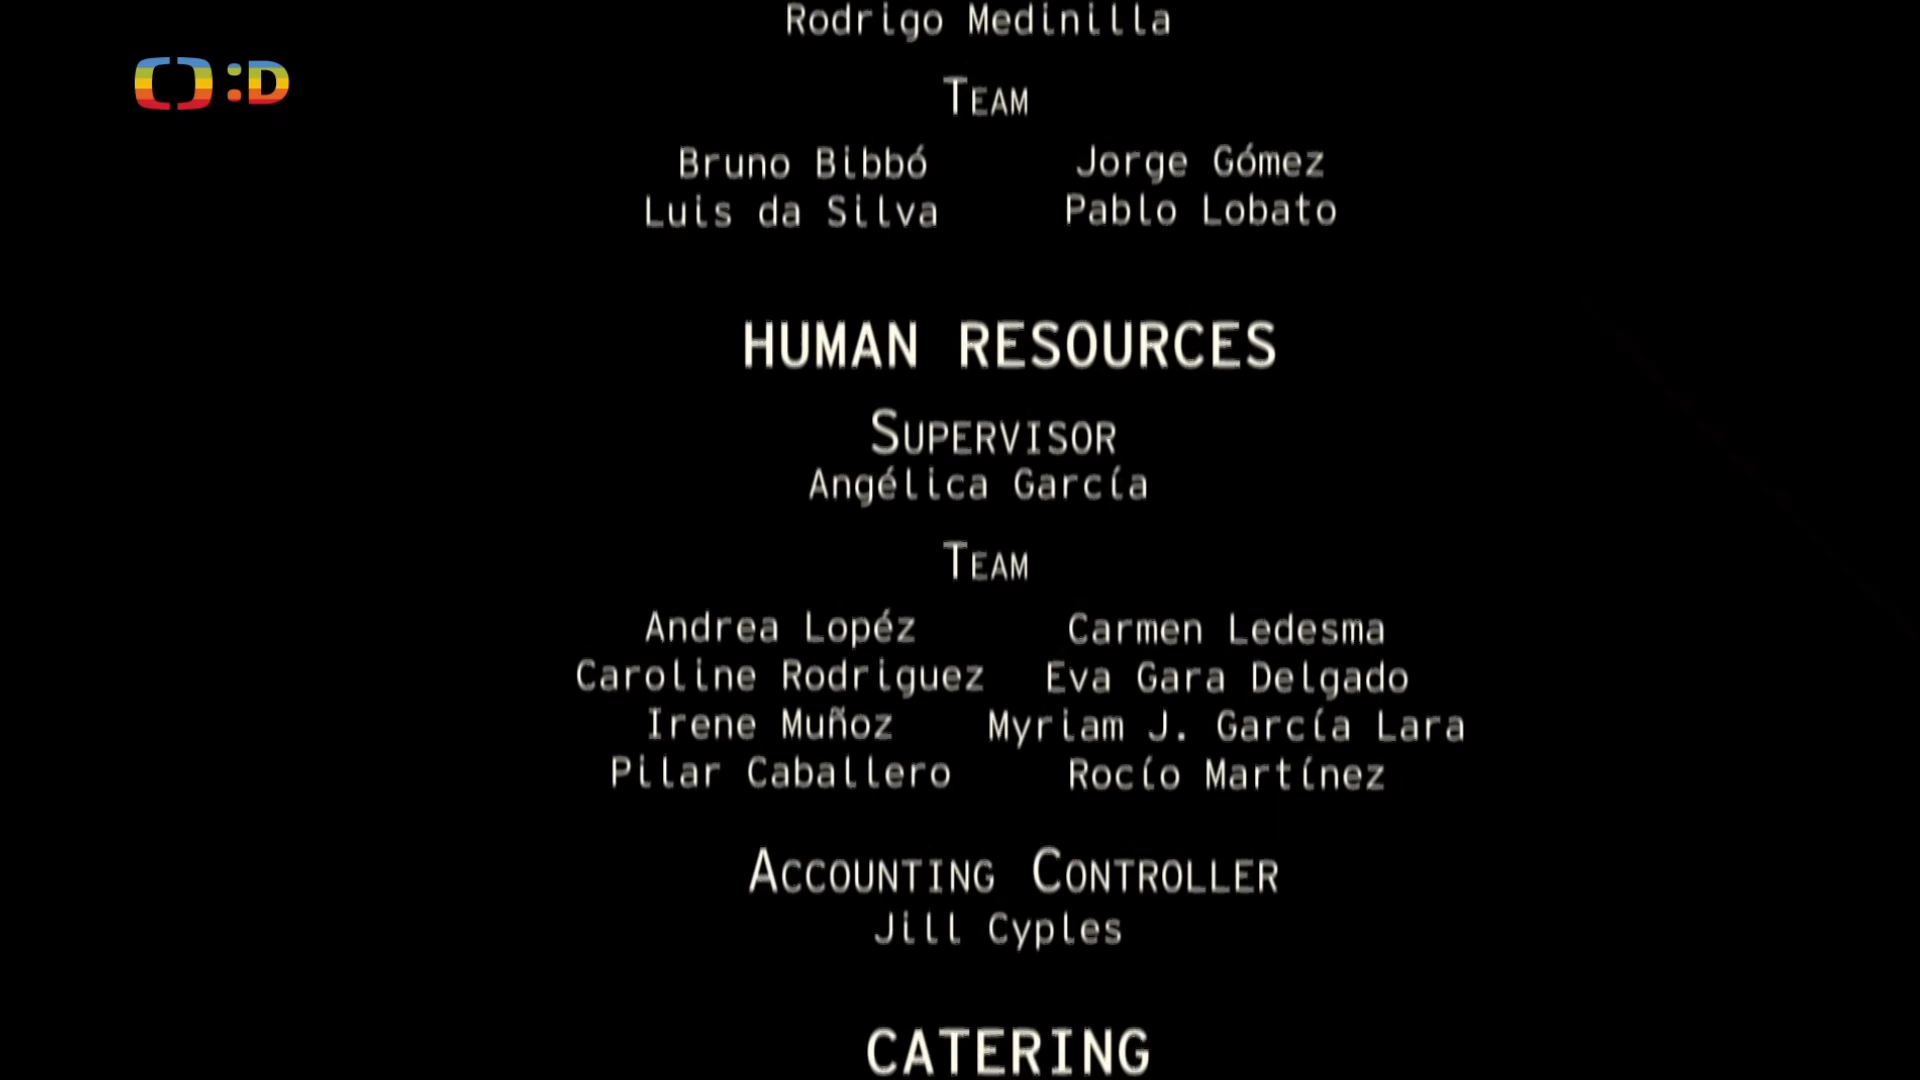 Rodrigo Medinilla
:D
TEAM
Bruno Bibbó Jorge Gómez
Luis da Silva Pablo Lobato
HUMAN RESOURCES
SUPERVISOR
Angélica García
TEAM
Andrea Lopéz Carmen Ledesma
Caroline Rodriguez Eva Gara Delgado
Irene Muñoz Myriam J. García Lara
Pilar Caballero Rocío Martínez
ACCOUNTING CONTROLLER
Jill Cyples
CATERING